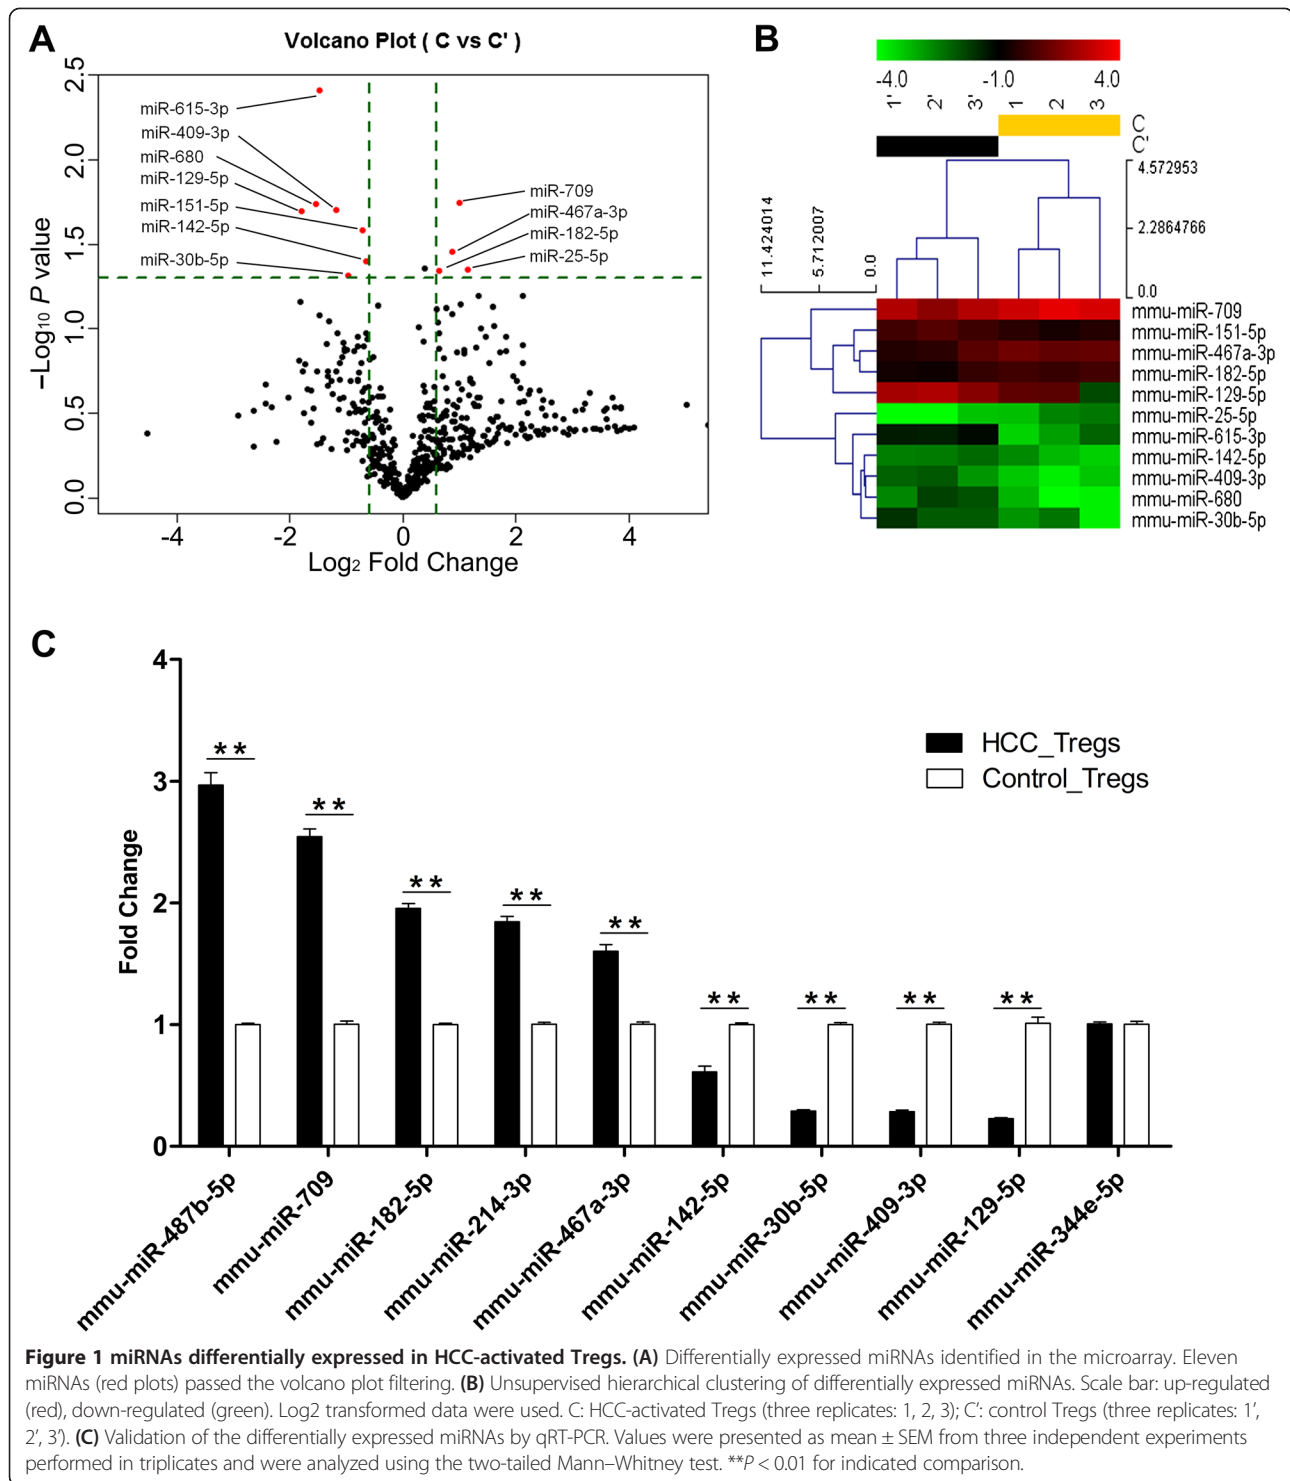 A
Volcano Plot ( C vs C' )
2.5
2.0
1.5
1.0
0.5
0.0
−Log10 P value
miR-615-3p
miR-409-3p
miR-680
miR-129-5p
miR-151-5p
miR-142-5p
miR-30b-5p
miR-709
miR-467a-3p
miR-182-5p
miR-25-5p
-4
-2
0
2
4
Log2 Fold Change
B
-4.0
-1.0
4.0
1'
2'
3'
1
2
3
C
C'
4.572953
2.2864766
0.0
11.424014
5.712007
0.0
mmu-miR-709
mmu-miR-151-5p
mmu-miR-467a-3p
mmu-miR-182-5p
mmu-miR-129-5p
mmu-miR-25-5p
mmu-miR-615-3p
mmu-miR-142-5p
mmu-miR-409-3p
mmu-miR-680
mmu-miR-30b-5p
C
4
3
2
1
0
Fold Change
**
**
**
**
**
**
**
**
**
HCC_Tregs
Control_Tregs
mmu-miR-487b-5p
mmu-miR-709
mmu-miR-182-5p
mmu-miR-214-3p
mmu-miR-467a-3p
mmu-miR-142-5p
mmu-miR-30b-5p
mmu-miR-409-3p
mmu-miR-129-5p
mmu-miR-344e-5p
Figure 1 miRNAs differentially expressed in HCC-activated Tregs. (A) Differentially expressed miRNAs identified in the microarray. Eleven
miRNAs (red plots) passed the volcano plot filtering. (B) Unsupervised hierarchical clustering of differentially expressed miRNAs. Scale bar: up-regulated
(red), down-regulated (green). Log2 transformed data were used. C: HCC-activated Tregs (three replicates: 1, 2, 3); C′: control Tregs (three replicates: 1′,
2′, 3′). (C) Validation of the differentially expressed miRNAs by qRT-PCR. Values were presented as mean ± SEM from three independent experiments
performed in triplicates and were analyzed using the two-tailed Mann–Whitney test. **P < 0.01 for indicated comparison.